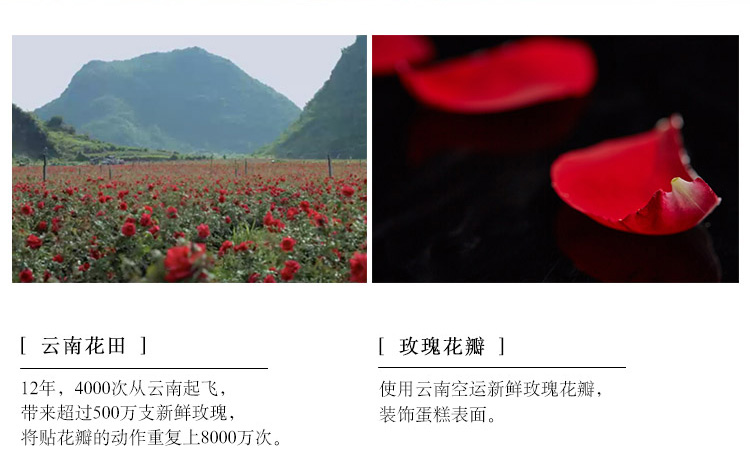 [ 云南花田 ]
12年，4000次从云南起飞，
带来超过500万支新鲜玫瑰，
将贴花瓣的动作重复上8000万次。
[ 玫瑰花瓣 ]
使用云南空运新鲜玫瑰花瓣，
装饰蛋糕表面。